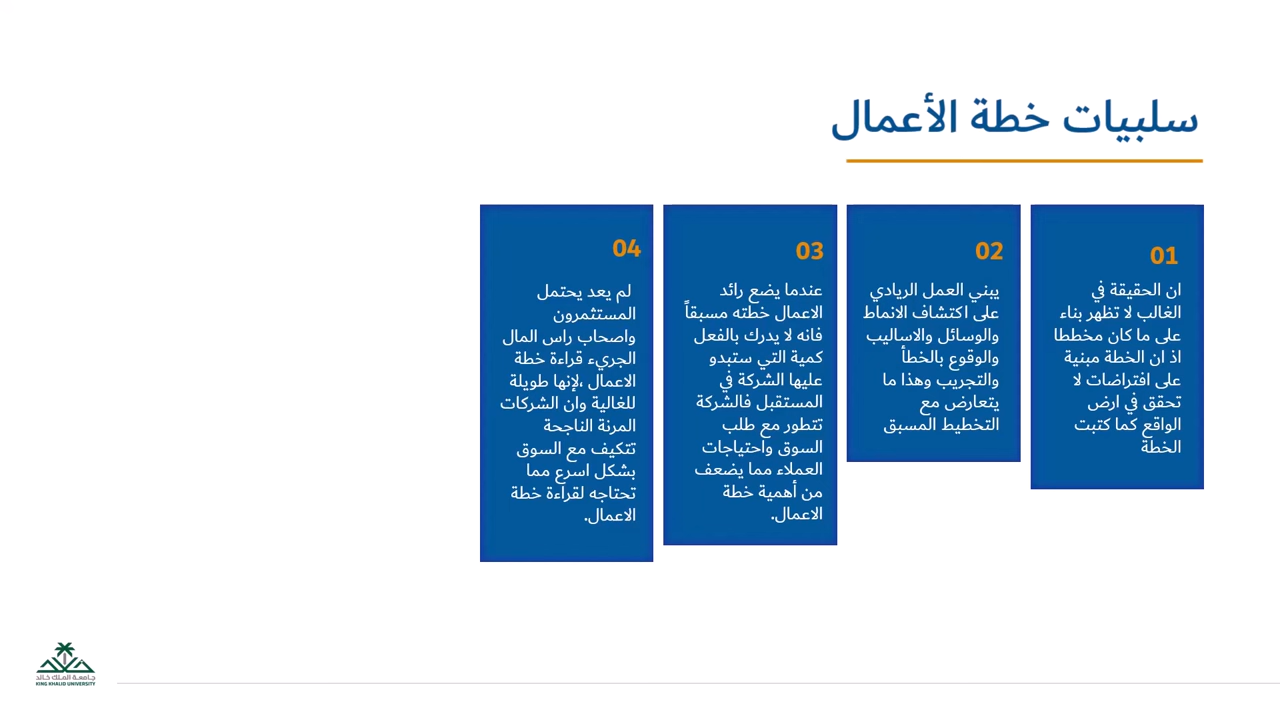 سلبيات خطة الأعمال
01
ان الحقيقة في
الغالب لا تظهر بناء
على ما كان مخططا
اذ ان الخطة مبنية
على افتراضات لا
تحقق في ارض
الواقع كما كتبت
الخطة
02
يبني العمل الريادي
على اكتشاف الانماط
والوسائل والاساليب
والوقوع بالخطأ
والتجريب وهذا ما
يتعارض مع
التخطيط المسبق
03
عندما يضع رائد
الاعمال خطته مسبقاً
فانه لا يدرك بالفعل
كمية التي ستبدو
عليها الشركة في
المستقبل فالشركة
تتطور مع طلب
السوق واحتياجات
العملاء مما يضعف
من أهمية خطة
الاعمال.
04
لم يعد يحتمل
المستثمرون
واصحاب راس المال
الجريء قراءة خطة
الاعمال ،لإنها طويلة
للغالية وان الشركات
المرنة الناجحة
تتكيف مع السوق
بشكل اسرع مما
تحتاجه لقراءة خطة
الاعمال.
جامعة الملك خالد
KING KHALID UNIVERSITY